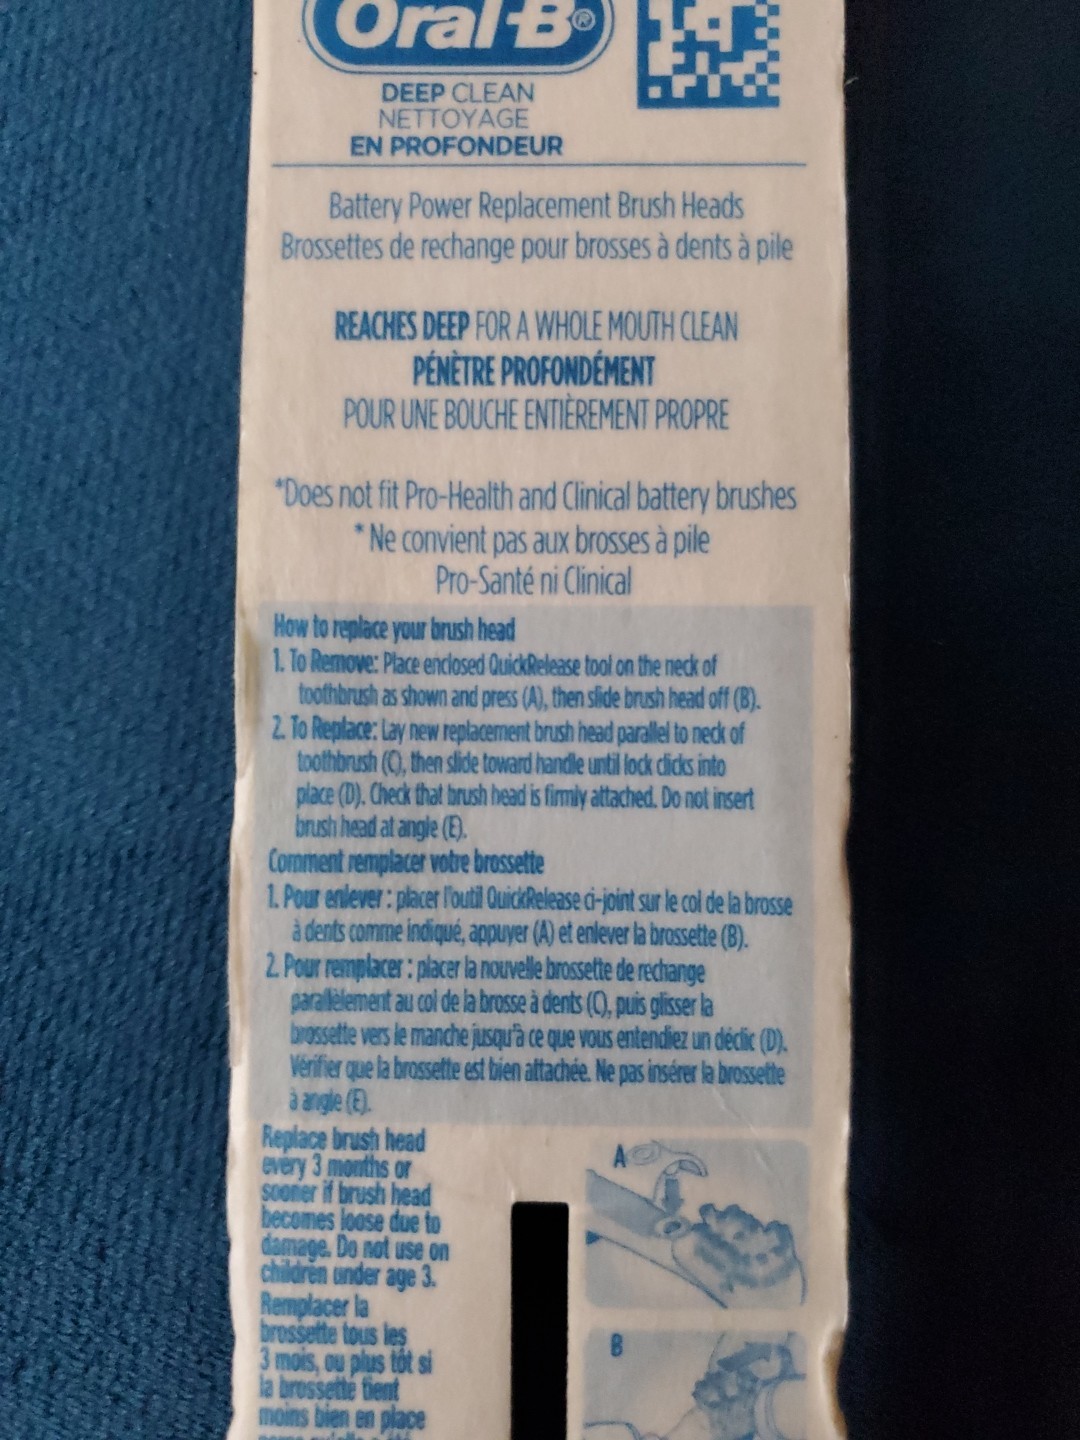 Oral-B®
DEEP CLEAN
NETTOYAGE
EN PROFONDEUR
Battery Power Replacement Brush Heads
Brossettes de rechange pour brosses à dents à pile
REACHES DEEP FOR A WHOLE MOUTH CLEAN
PÉNÈTRE PROFONDÉMENT
POUR UNE BOUCHE ENTIÈREMENT PROPRE
*Does not fit Pro-Health and Clinical battery brushes
* Ne convient pas aux brosses à pile
Pro-Santé ni Clinical
How to replace your brush head
1. To Remove: Place enclosed QuickRelease tool on the neck of
toothbrush as shown and press (A), then slide brush head off (B).
2. To Replace: Lay new replacement brush head parallel to neck of
toothbrush (C), then slide toward handle until lock clicks into
place (D). Check that brush head is firmly attached. Do not insert
brush head at angle (E).
Comment remplacer votre brossette
1. Pour enlever : placer l'outil QuickRelease ci-joint sur le col de la brosse
à dents comme indiqué, appuyer (A) et enlever la brossette (B).
2. Pour remplacer : placer la nouvelle brossette de rechange
parallèlement au col de la brosse à dents (C), puis glisser la
brossette vers le manche jusqu'à ce que vous entendiez un déclic (D).
Vérifier que la brossette est bien attachée. Ne pas insérer la brossette
à angle (E).
Replace brush head
every 3 months or
sooner if brush head
becomes loose due to
damage. Do not use on
children under age 3.
Remplacer la
brossette tous les
3 mois, ou plus tôt si
la brossette tient
moins bien en place
A
B